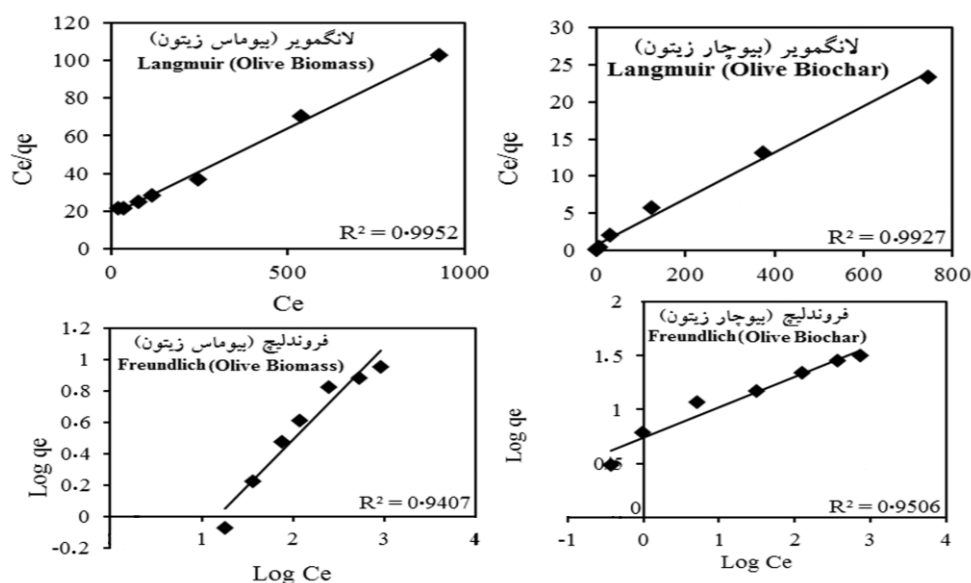 لانگمویر (بیوماس زیتون)
Langmuir (Olive Biomass)
Ce/qe
120
100
80
60
40
20
0
R² = 0·9952
0
500
1000
Ce
لانگمویر (بیوچار زیتون)
Langmuir (Olive Biochar)
Ce/qe
30
25
20
15
10
5
0
R² = 0·9927
0
200
400
600
800
فروندلیچ (بیوماس زیتون)
Freundlich (Olive Biomass)
Log qe
1·2
1
0·8
0.6
0.4
0.2
0
-0.2
R² = 0·9407
1
2
3
4
Log Ce
فروندلیچ (بیوچار زیتون)
Freundlich (Olive Biochar)
Log qe
2
1·5
1
0.5
0
R² = 0·9506
-1
0
1
2
3
4
Log Ce